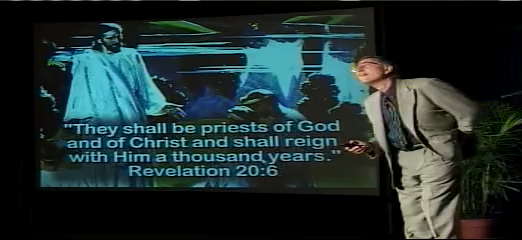 "They shall be priests of God
and of Christ and shall reign
with Him a thousand years."
Revelation 20:6